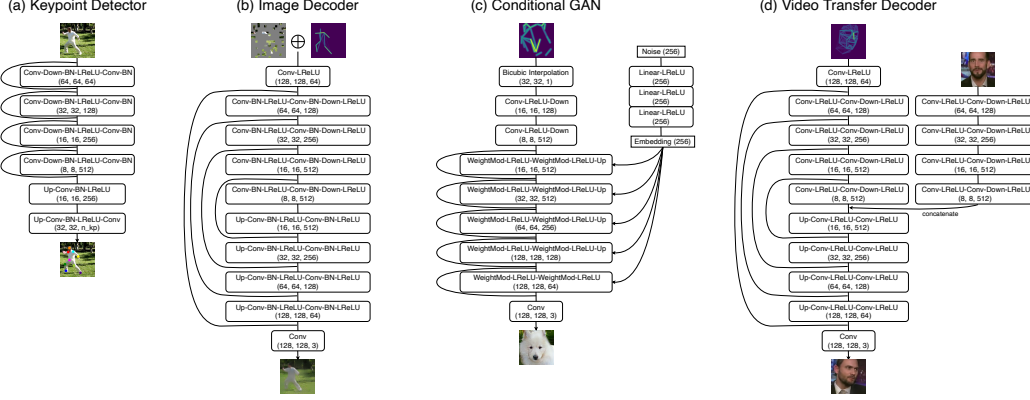 (a) Keypoint Detector
Conv-Down-BN-LReLU-Conv-BN
(64, 64, 64)
Conv-Down-BN-LReLU-Conv-BN
(32, 32, 128)
Conv-Down-BN-LReLU-Conv-BN
(16, 16, 256)
Conv-Down-BN-LReLU-Conv-BN
(8, 8, 512)
Up-Conv-BN-LReLU
(16, 16, 256)
Up-Conv-BN-LReLU-Conv
(32, 32, n_kp)
(b) Image Decoder
Conv-LReLU
(128, 128, 64)
Conv-BN-LReLU-Conv-BN-Down-LReLU
(64, 64, 128)
Conv-BN-LReLU-Conv-BN-Down-LReLU
(32, 32, 256)
Conv-BN-LReLU-Conv-BN-Down-LReLU
(16, 16, 512)
Conv-BN-LReLU-Conv-BN-Down-LReLU
(8, 8, 512)
Up-Conv-BN-LReLU-Conv-BN-LReLU
(16, 16, 512)
Up-Conv-BN-LReLU-Conv-BN-LReLU
(32, 32, 256)
Up-Conv-BN-LReLU-Conv-BN-LReLU
(64, 64, 128)
Up-Conv-BN-LReLU-Conv-BN-LReLU
(128, 128, 64)
Conv
(128, 128, 3)
(c) Conditional GAN
Bicubic Interpolation
(32, 32, 1)
Conv-LReLU-Down
(16, 16, 128)
Conv-LReLU-Down
(8, 8, 512)
WeightMod-LReLU-WeightMod-LReLU-Up
(16, 16, 512)
WeightMod-LReLU-WeightMod-LReLU-Up
(32, 32, 512)
WeightMod-LReLU-WeightMod-LReLU-Up
(64, 64, 256)
WeightMod-LReLU-WeightMod-LReLU-Up
(128, 128, 128)
WeightMod-LReLU-WeightMod-LReLU
(128, 128, 64)
Conv
(128, 128, 3)
Noise (256)
Linear-LReLU
(256)
Linear-LReLU
(256)
Linear-LReLU
(256)
Embedding (256)
(d) Video Transfer Decoder
Conv-LReLU
(128, 128, 64)
Conv-LReLU-Conv-Down-LReLU
(64, 64, 128)
Conv-LReLU-Conv-Down-LReLU
(32, 32, 256)
Conv-LReLU-Conv-Down-LReLU
(16, 16, 512)
Conv-LReLU-Conv-Down-LReLU
(8, 8, 512)
Up-Conv-LReLU-Conv-LReLU
(16, 16, 512)
Up-Conv-LReLU-Conv-LReLU
(32, 32, 256)
Up-Conv-LReLU-Conv-LReLU
(64, 64, 128)
Up-Conv-LReLU-Conv-LReLU
(128, 128, 64)
Conv
(128, 128, 3)
Conv-LReLU-Conv-Down-LReLU
(64, 64, 128)
Conv-LReLU-Conv-Down-LReLU
(32, 32, 256)
Conv-LReLU-Conv-Down-LReLU
(16, 16, 512)
Conv-LReLU-Conv-Down-LReLU
(8, 8, 512)
concatenate